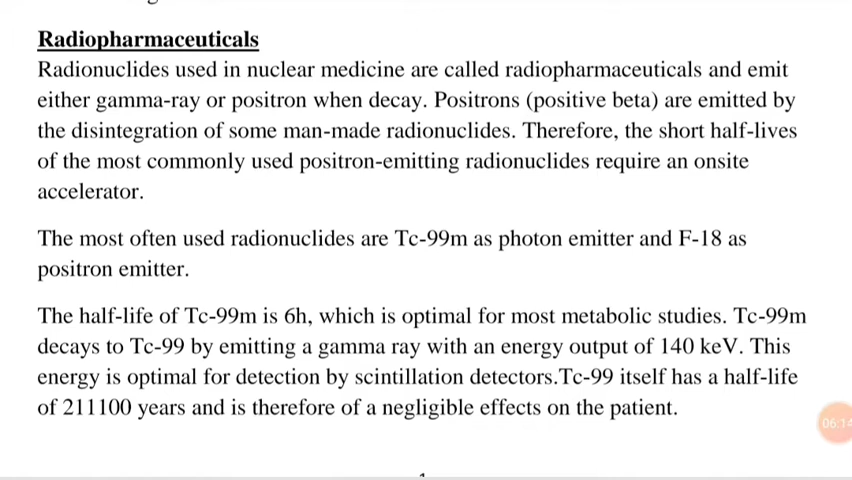 Radiopharmaceuticals
Radionuclides used in nuclear medicine are called radiopharmaceuticals and emit
either gamma-ray or positron when decay. Positrons (positive beta) are emitted by
the disintegration of some man-made radionuclides. Therefore, the short half-lives
of the most commonly used positron-emitting radionuclides require an onsite
accelerator.
The most often used radionuclides are Tc-99m as photon emitter and F-18 as
positron emitter.
The half-life of Tc-99m is 6h, which is optimal for most metabolic studies. Tc-99m
decays to Tc-99 by emitting a gamma ray with an energy output of 140 keV. This
energy is optimal for detection by scintillation detectors.Tc-99 itself has a half-life
of 211100 years and is therefore of a negligible effects on the patient.
06:14